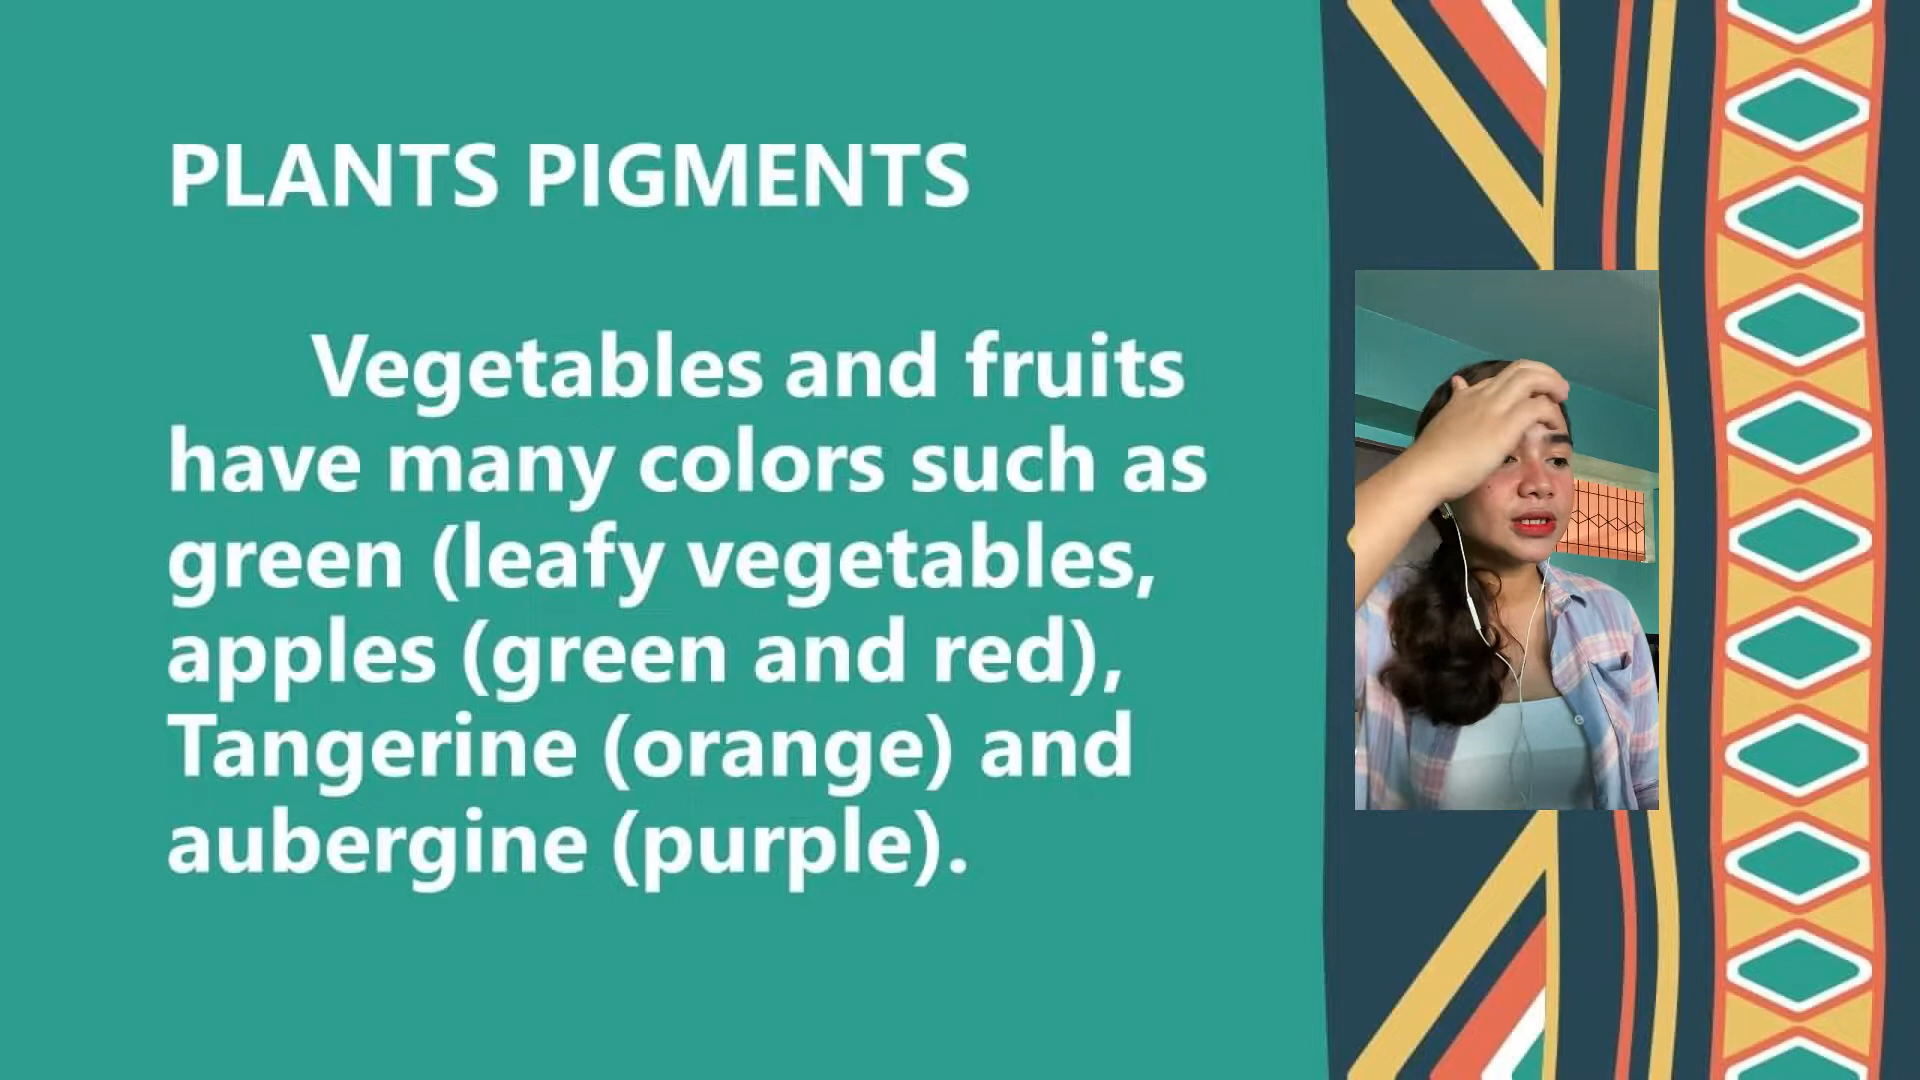 PLANTS PIGMENTS
Vegetables and fruits
have many colors such as
green (leafy vegetables,
apples (green and red),
Tangerine (orange) and
aubergine (purple).